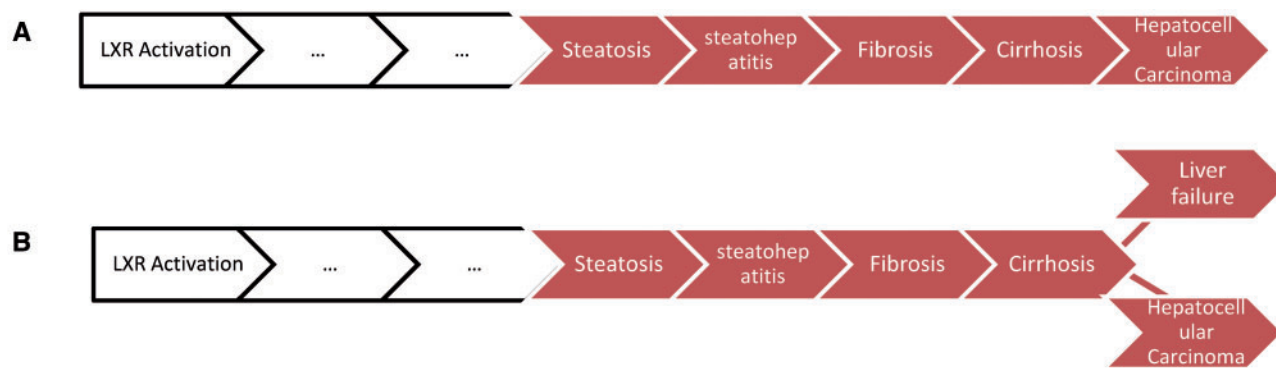 A
LXR Activation
...
...
Steatosis
steatohep
atitis
Fibrosis
Cirrhosis
Hepatocell
ular
Carcinoma
Liver
failure
B
LXR Activation
...
...
Steatosis
steatohep
atitis
Fibrosis
Cirrhosis
Hepatocell
ular
Carcinoma